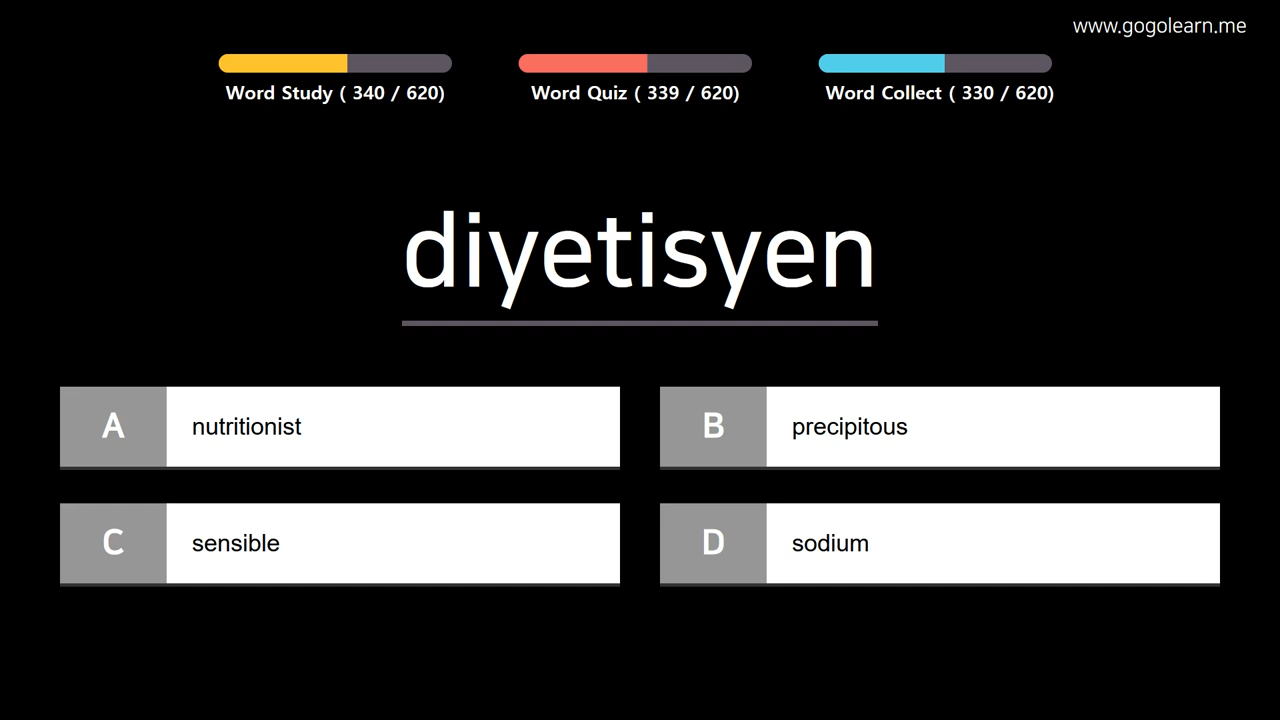 www.gogolearn.me
Word Study ( 340 / 620)
Word Quiz ( 339 / 620)
Word Collect ( 330 / 620)
diyetisyen
A nutritionist
B precipitous
C sensible
D sodium